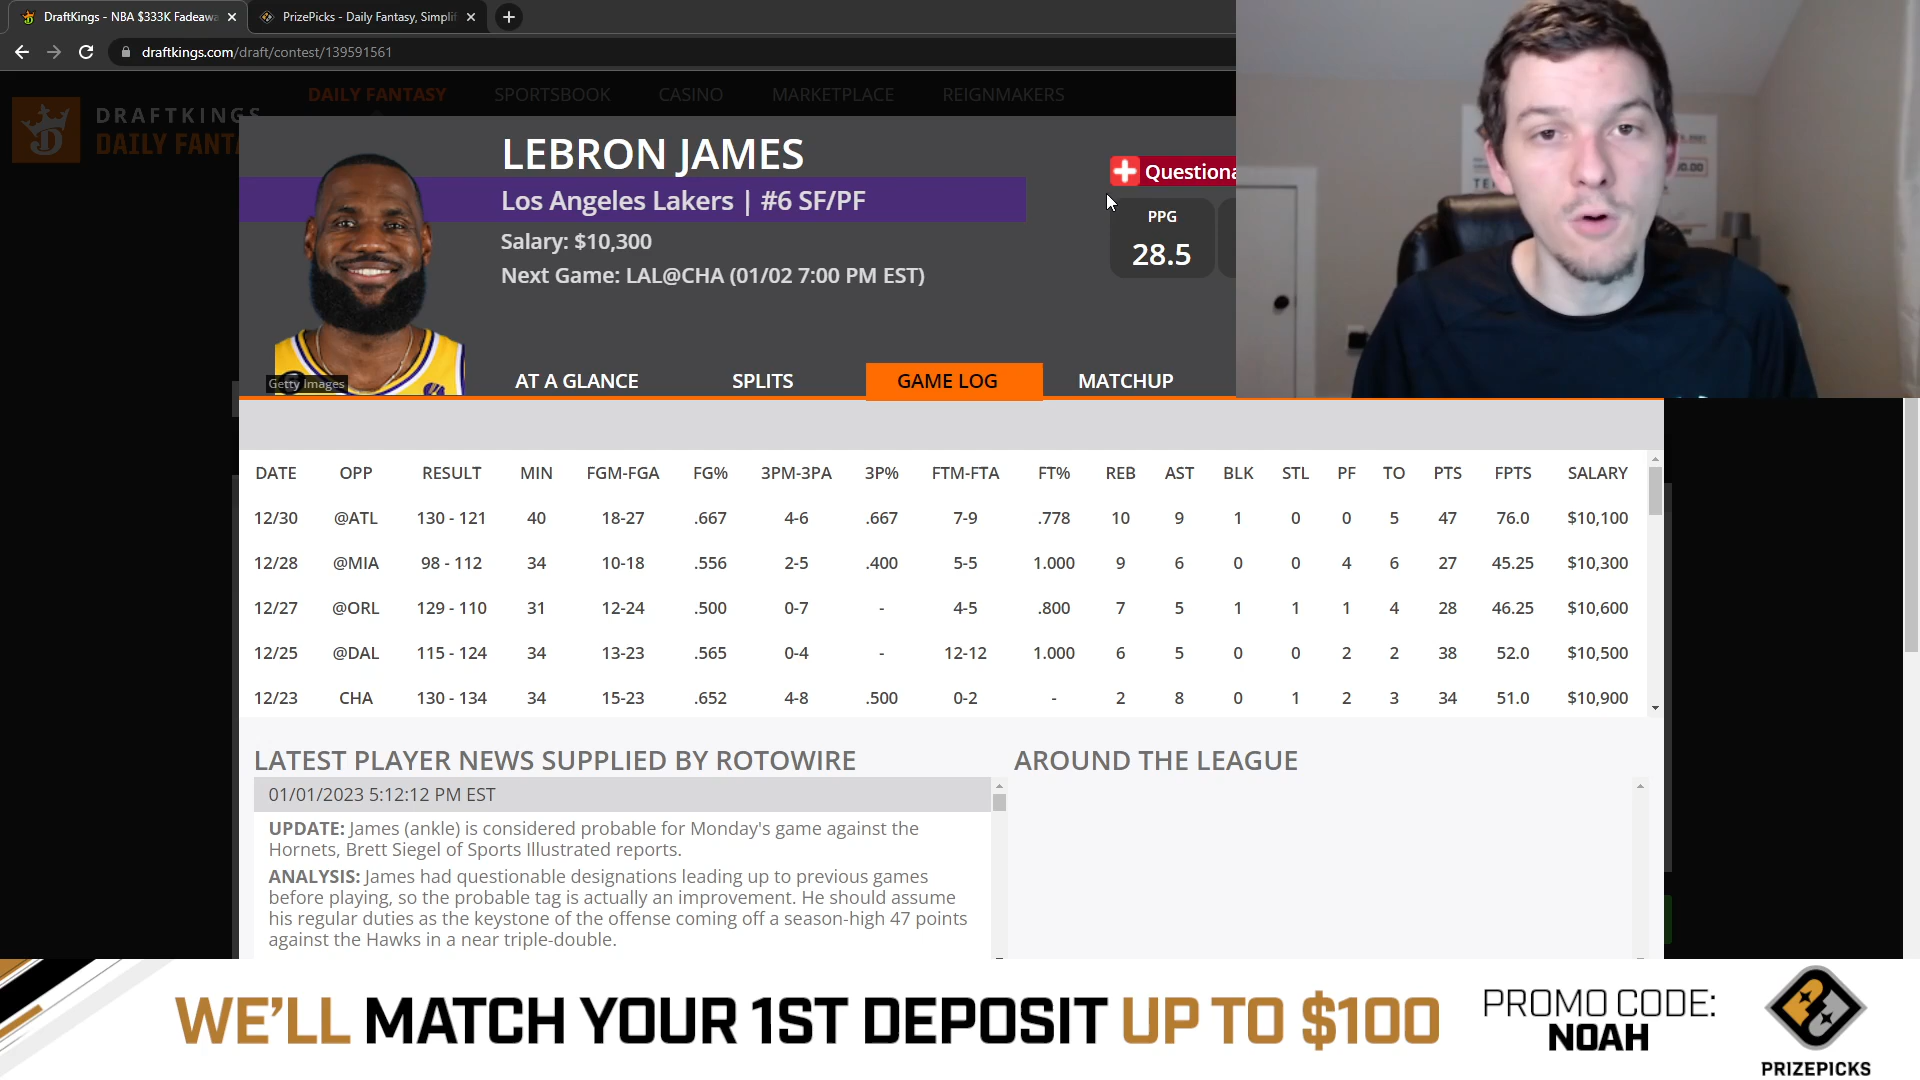 DraftKings - NBA $333K Fadeawa
PrizePicks - Daily Fantasy, Simplif
draftkings.com/draft/contest/139591561
DAILY FANTASY SPORTSBOOK CASINO MARKETPLACE REIGNMAKERS
DRAFTKINGS
DAILY FANTA
LEBRON JAMES
Los Angeles Lakers | #6 SF/PF
Salary: $10,300
Next Game: LAL@CHA (01/02 7:00 PM EST)
Questiona
PPG
28.5
Getty Images
AT A GLANCE SPLITS GAME LOG MATCHUP
DATE OPP RESULT MIN FGM-FGA FG% 3PM-3PA 3P% FTM-FTA FT% REB AST BLK STL PF TO PTS FPTS SALARY
12/30 @ATL 130 - 121 40 18-27 .667 4-6 .667 7-9 .778 10 9 1 0 0 5 47 76.0 $10,100
12/28 @MIA 98 - 112 34 10-18 .556 2-5 .400 5-5 1.000 9 6 0 0 4 6 27 45.25 $10,300
12/27 @ORL 129 - 110 31 12-24 .500 0-7 - 4-5 .800 7 5 1 1 1 4 28 46.25 $10,600
12/25 @DAL 115 - 124 34 13-23 .565 0-4 - 12-12 1.000 6 5 0 0 2 2 38 52.0 $10,500
12/23 CHA 130 - 134 34 15-23 .652 4-8 .500 0-2 - 2 8 0 1 2 3 34 51.0 $10,900
LATEST PLAYER NEWS SUPPLIED BY ROTOWIRE
01/01/2023 5:12:12 PM EST
UPDATE: James (ankle) is considered probable for Monday's game against the
Hornets, Brett Siegel of Sports Illustrated reports.
ANALYSIS: James had questionable designations leading up to previous games
before playing, so the probable tag is actually an improvement. He should assume
his regular duties as the keystone of the offense coming off a season-high 47 points
against the Hawks in a near triple-double.
AROUND THE LEAGUE
WE'LL MATCH YOUR 1ST DEPOSIT UP TO $100
PROMO CODE:
NOAH
PRIZEPICKS